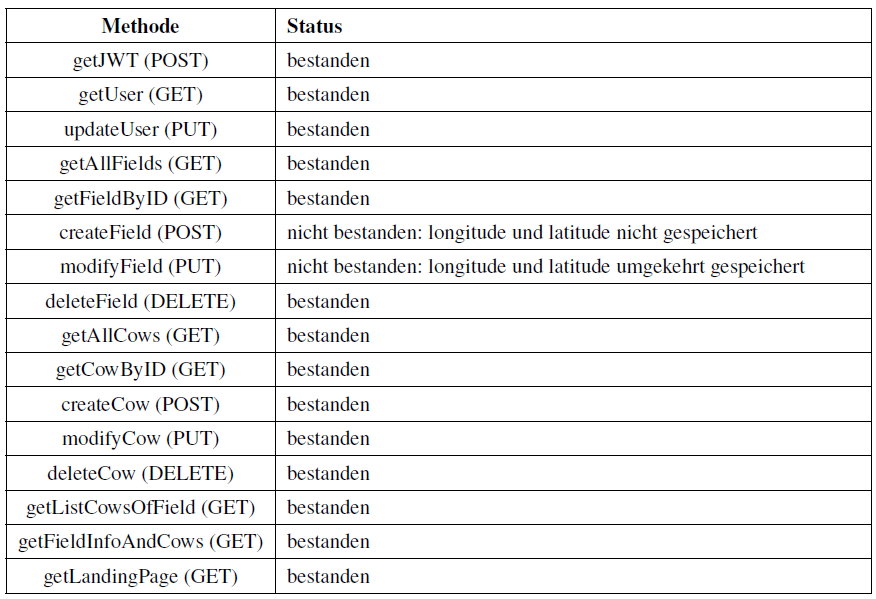 Methode Status
getJWT (POST) bestanden
getUser (GET) bestanden
updateUser (PUT) bestanden
getAllFields (GET) bestanden
getFieldByID (GET) bestanden
createField (POST) nicht bestanden: longitude und latitude nicht gespeichert
modifyField (PUT) nicht bestanden: longitude und latitude umgekehrt gespeichert
deleteField (DELETE) bestanden
getAllCows (GET) bestanden
getCowByID (GET) bestanden
createCow (POST) bestanden
modifyCow (PUT) bestanden
deleteCow (DELETE) bestanden
getListCowsOfField (GET) bestanden
getFieldInfoAndCows (GET) bestanden
getLandingPage (GET) bestanden